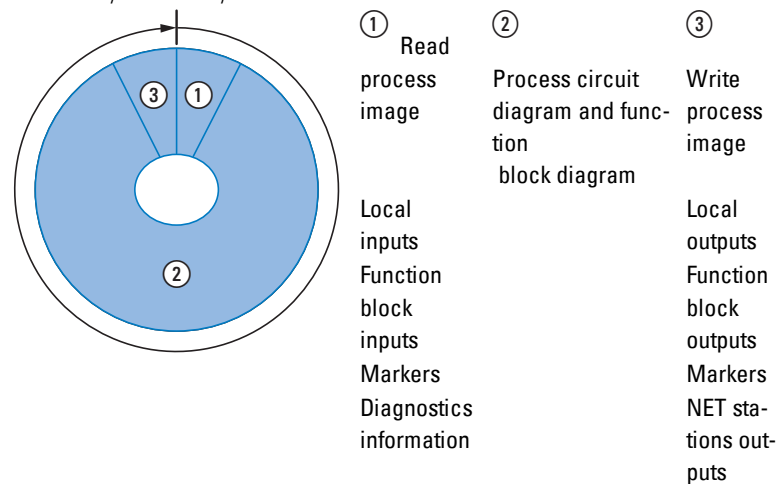 ③ ①
②
①
Read
process
image
Local
inputs
Function
block
inputs
Markers
Diagnostics
information
②
Process circuit
diagram and func-
tion
block diagram
③
Write
process
image
Local
outputs
Function
block
outputs
Markers
NET sta-
tions out-
puts